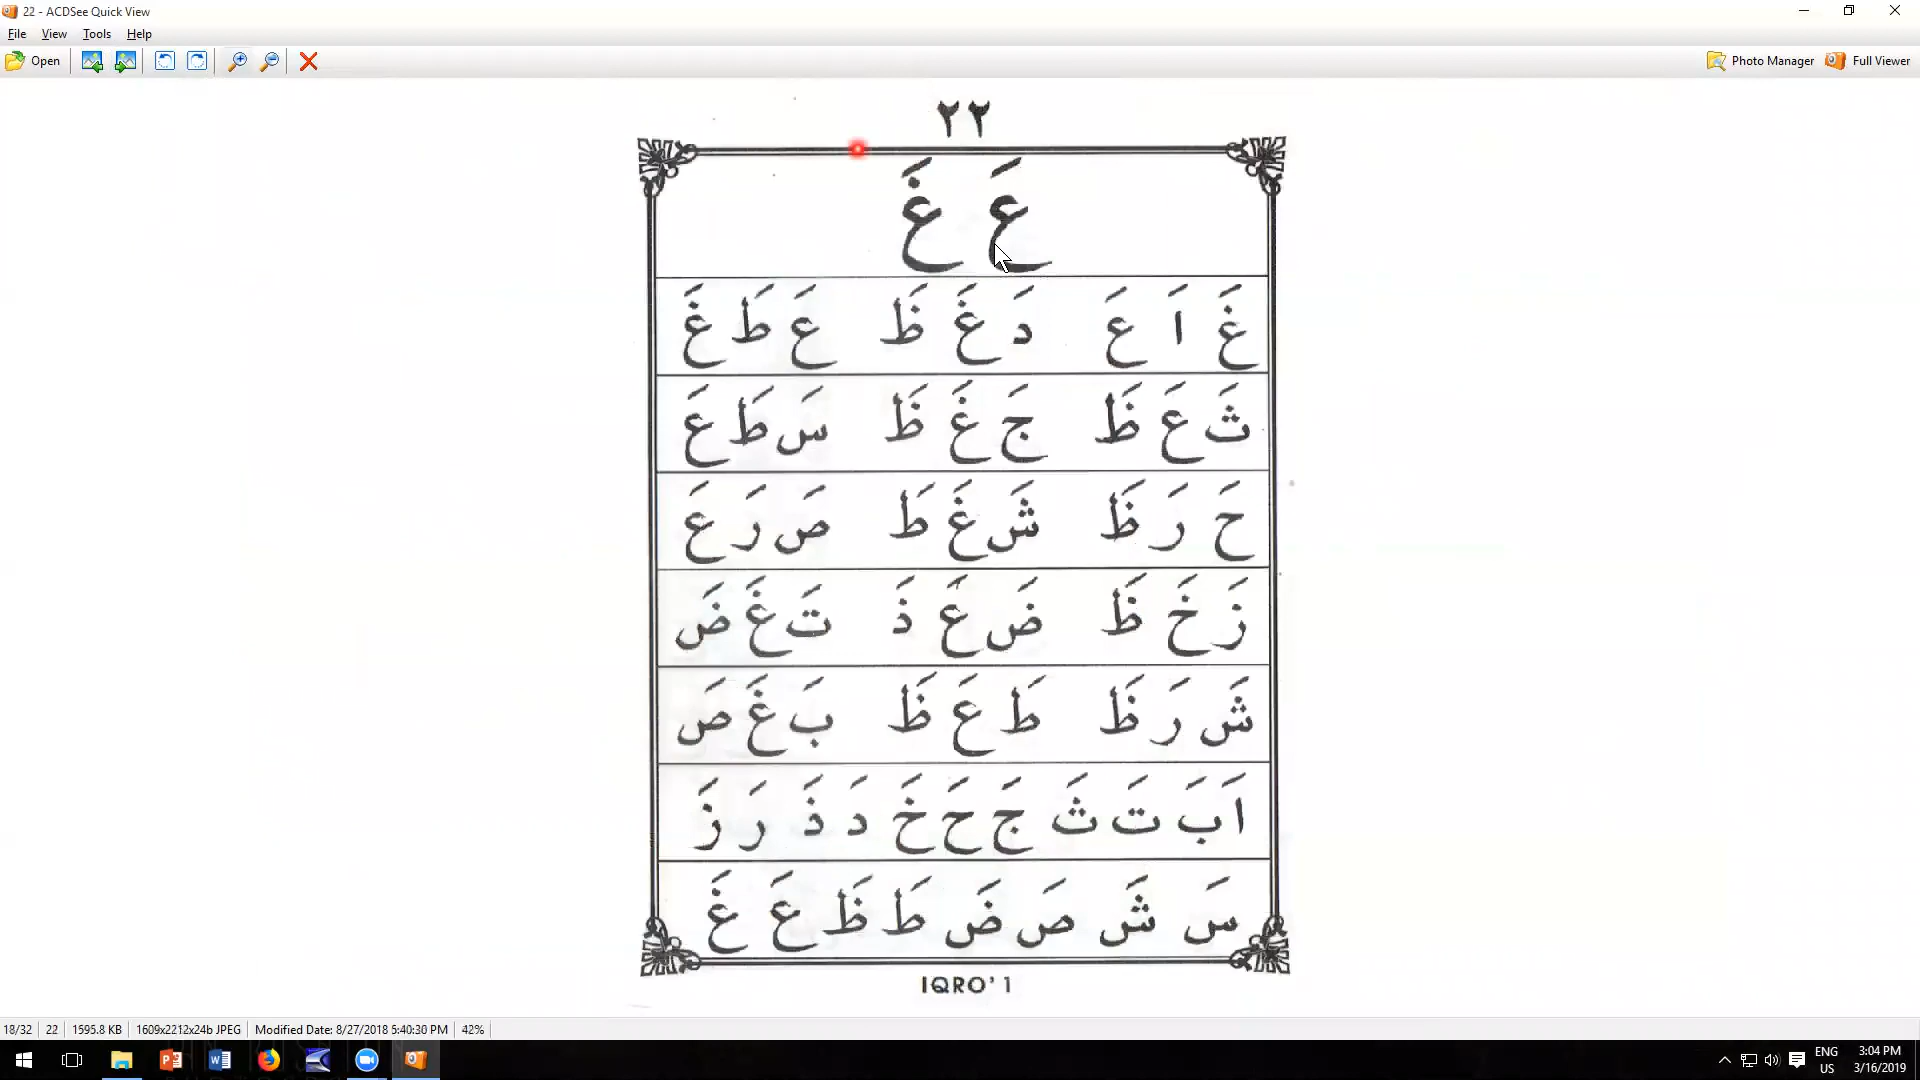 22 - ACDSee Quick View
File View Tools Help
Open Photo Manager Full Viewer
٢٢
عَ غَ
غَ اَ عَ دَ غَ ظَ عَ طَ غَ
ثَ عَ ظَ جَ غَ ظَ سَ طَ عَ
حَ رَ ظَ شَ غَ طَ صَ رَ عَ
زَ خَ ظَ ضَ عَ ذَ تَ غَ ضَ
شَ رَ ظَ طَ عَ ظَ بَ غَ صَ
اَ بَ تَ ثَ جَ حَ خَ دَ ذَ رَ زَ
سَ شَ صَ ضَ طَ ظَ عَ غَ
IQRO' 1
18/32 22 1595.8 KB 1609x2212x24b JPEG Modified Date: 8/27/2018 6:40:30 PM 42%
ENG 3:04 PM
US 3/16/2019